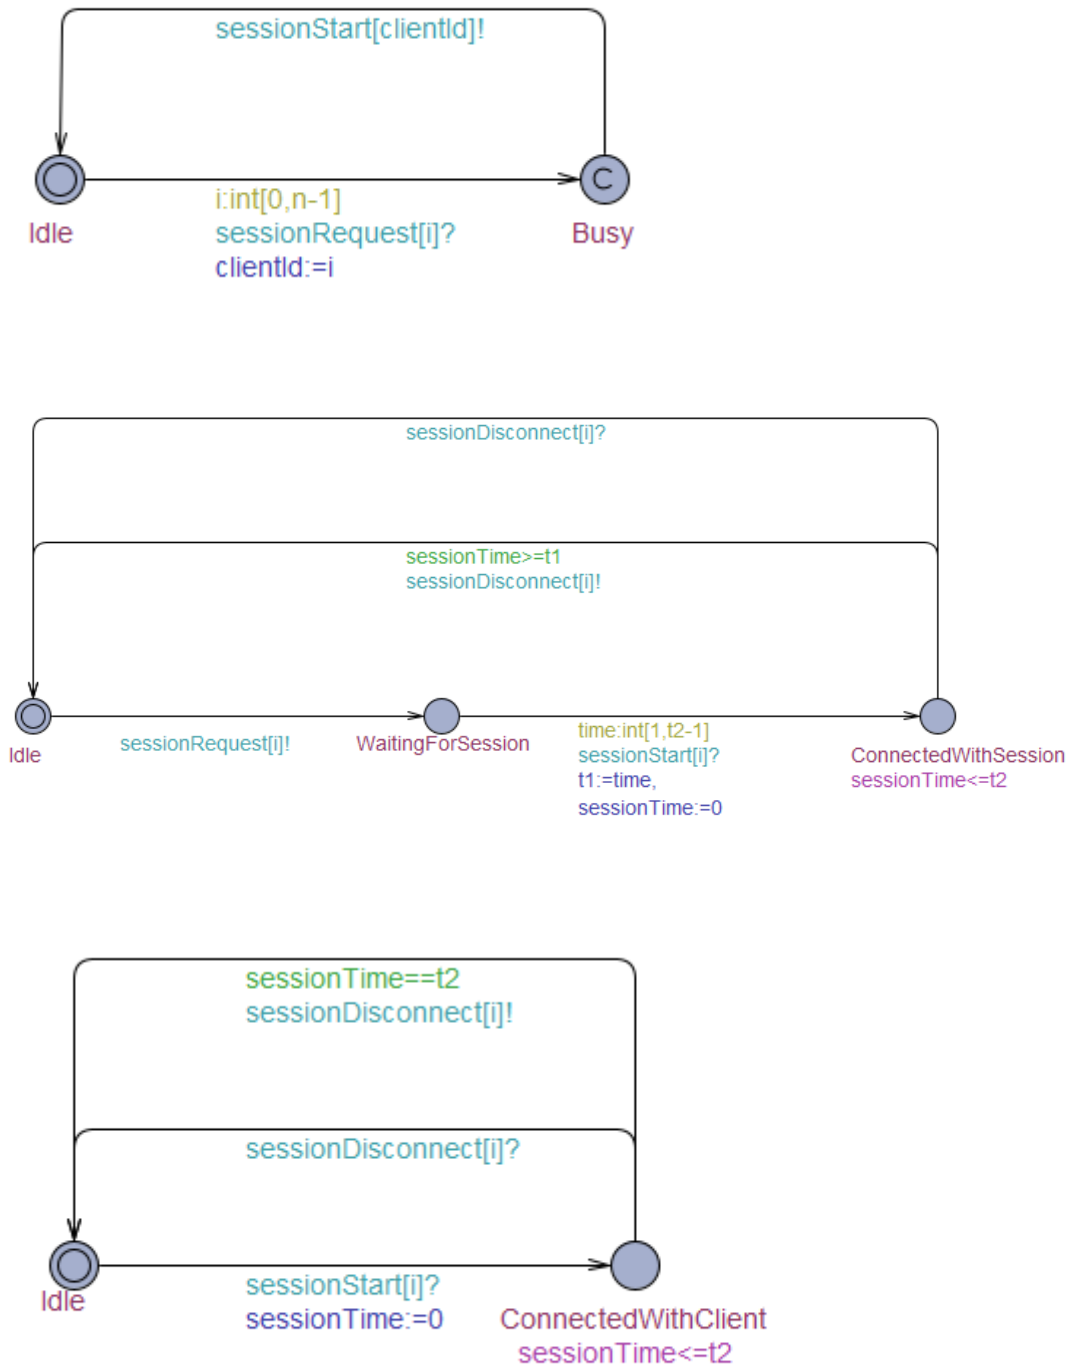 sessionStart[clientId]!
C
i:int[0,n-1]
Idle
sessionRequest[i]?
Busy
clientId:=i
sessionDisconnect[i]?
sessionTime>=t1
sessionDisconnect[i]!
Idle
sessionRequest[i]!
WaitingForSession
time:int[1,t2-1]
sessionStart[i]?
t1:=time,
sessionTime:=0
ConnectedWithSession
sessionTime<=t2
sessionTime==t2
sessionDisconnect[i]!
sessionDisconnect[i]?
Idle
sessionStart[i]?
sessionTime:=0
ConnectedWithClient
sessionTime<=t2